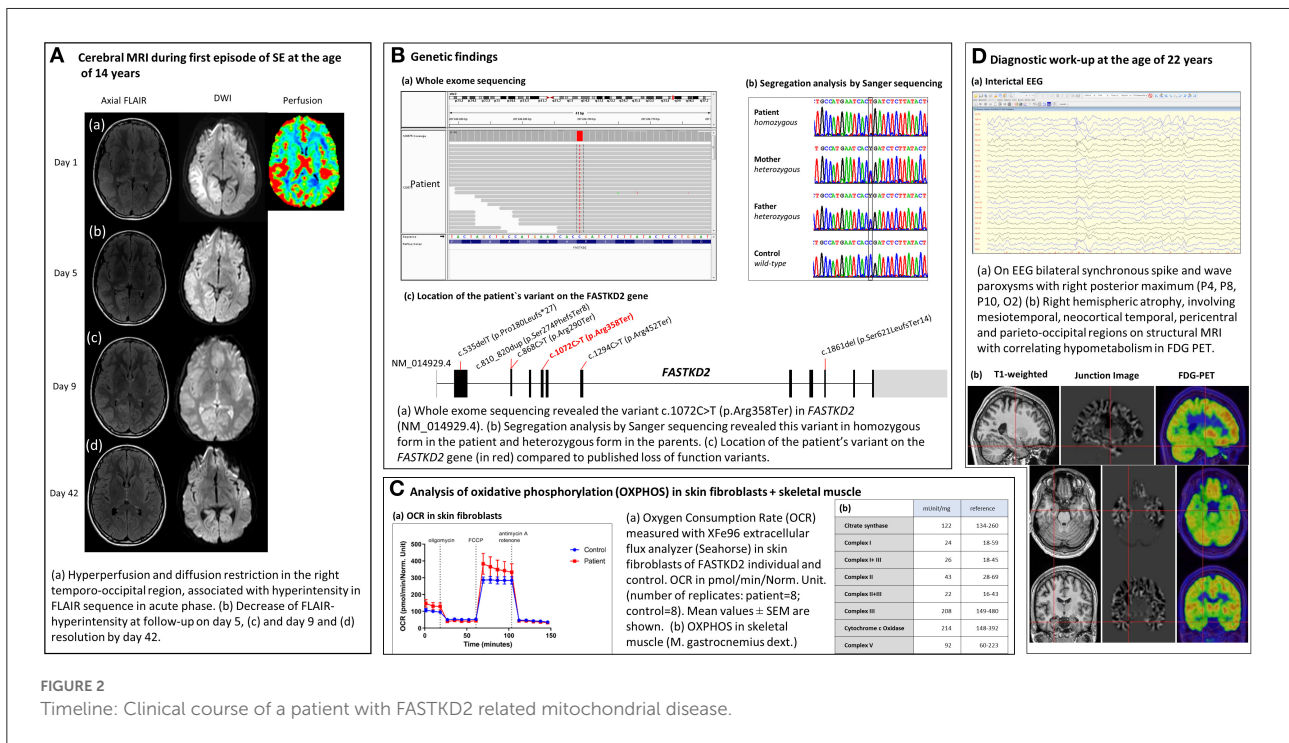 A Cerebral MRI during first episode of SE at the age
of 14 years
Axial FLAIR
DWI
Perfusion
(a)
Day 1
(b)
Day 5
(c)
Day 9
(d)
Day 42
(a) Hyperperfusion and diffusion restriction in the right
temporo-occipital region, associated with hyperintensity in
FLAIR sequence in acute phase. (b) Decrease of FLAIR-
hyperintensity at follow-up on day 5, (c) and day 9 and (d)
resolution by day 42.
B Genetic findings
(a) Whole exome sequencing
Patient
(b) Segregation analysis by Sanger sequencing
Patient
homozygous
Mother
heterozygous
Father
heterozygous
Control
wild-type
(c) Location of the patient`s variant on the FASTKD2 gene
c.535delT (p.Pro180Leufs*27)
c.810_820dup (p.Ser274PhefsTer8)
c.868C>T (p.Arg290Ter)
c.1072C>T (p.Arg358Ter)
c.1294C>T (p.Arg452Ter)
c.1861del (p.Ser621LeufsTer14)
NM_014929.4
FASTKD2
(a) Whole exome sequencing revealed the variant c.1072C>T (p.Arg358Ter) in FASTKD2
(NM_014929.4). (b) Segregation analysis by Sanger sequencing revealed this variant in homozygous
form in the patient and heterozygous form in the parents. (c) Location of the patient's variant on the
FASTKD2 gene (in red) compared to published loss of function variants.
C Analysis of oxidative phosphorylation (OXPHOS) in skin fibroblasts + skeletal muscle
(a) OCR in skin fibroblasts
oligomycin
FCCP
antimycin A
rotenone
Control
Patient
OCR (pmol/min/Norm. Unit)
500
400
300
200
100
0
0 50 100 150
Time (minutes)
(a) Oxygen Consumption Rate (OCR)
measured with XFe96 extracellular
flux analyzer (Seahorse) in skin
fibroblasts of FASTKD2 individual and
control. OCR in pmol/min/Norm. Unit.
(number of replicates: patient=8;
control=8). Mean values ± SEM are
shown. (b) OXPHOS in skeletal
muscle (M. gastrocnemius dext.)
(b) mUnit/mg reference
Citrate synthase 122 134-260
Complex I 24 18-59
Complex I+ III 26 18-45
Complex II 43 28-69
Complex II+III 22 16-43
Complex III 208 149-480
Cytochrome c Oxidase 214 148-392
Complex V 92 60-223
D Diagnostic work-up at the age of 22 years
(a) Interictal EEG
(a) On EEG bilateral synchronous spike and wave
paroxysms with right posterior maximum (P4, P8,
P10, O2) (b) Right hemispheric atrophy, involving
mesiotemporal, neocortical temporal, pericentral
and parieto-occipital regions on structural MRI
with correlating hypometabolism in FDG PET.
(b) T1-weighted
Junction Image
FDG-PET
FIGURE 2
Timeline: Clinical course of a patient with FASTKD2 related mitochondrial disease.